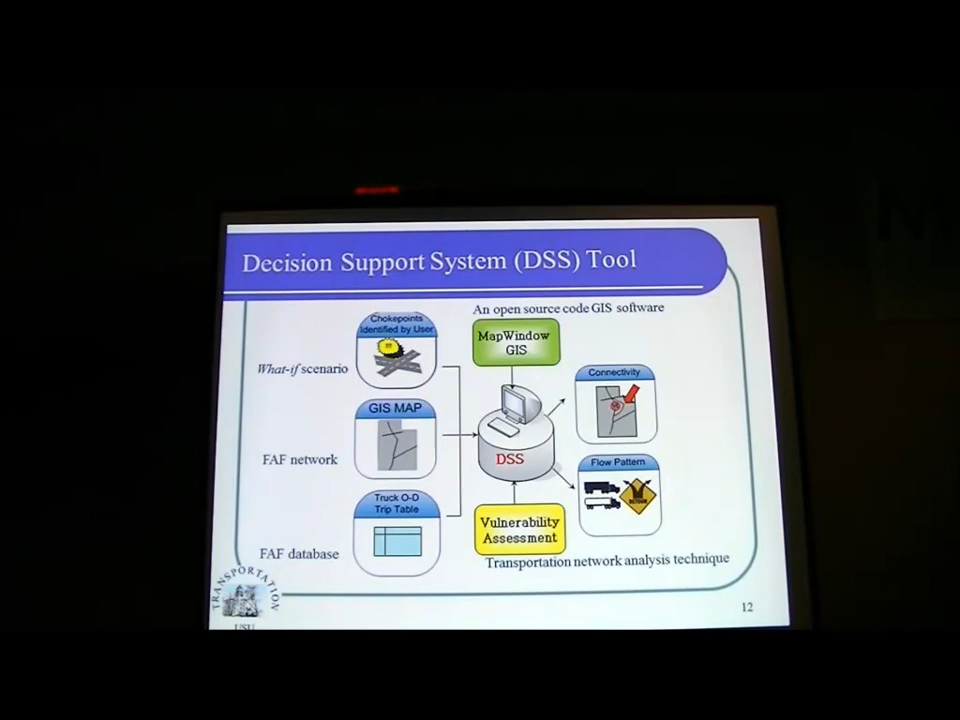 Decision Support System (DSS) Tool
An open source code GIS software
Chokepoints
Identified by User
!!!
What-if scenario
MapWindow
GIS
Connectivity
GIS MAP
FAF network
DSS
Flow Pattern
DETOUR
Truck O-D
Trip Table
FAF database
Vulnerability
Assessment
Transportation network analysis technique
TRANSPORTATION
USU
12